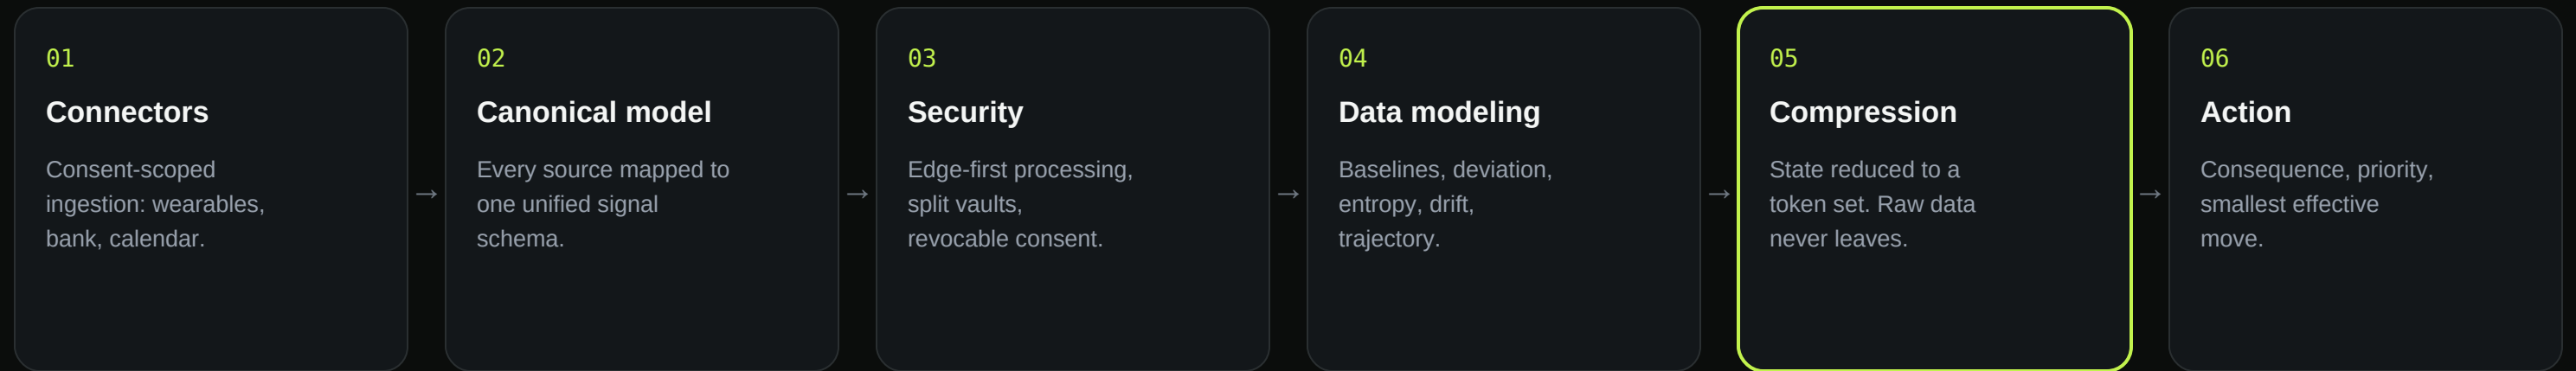 01
Connectors
Consent-scoped
ingestion: wearables,
bank, calendar.
→
02
Canonical model
Every source mapped to
one unified signal
schema.
→
03
Security
Edge-first processing,
split vaults,
revocable consent.
→
04
Data modeling
Baselines, deviation,
entropy, drift,
trajectory.
→
05
Compression
State reduced to a
token set. Raw data
never leaves.
→
06
Action
Consequence, priority,
smallest effective
move.